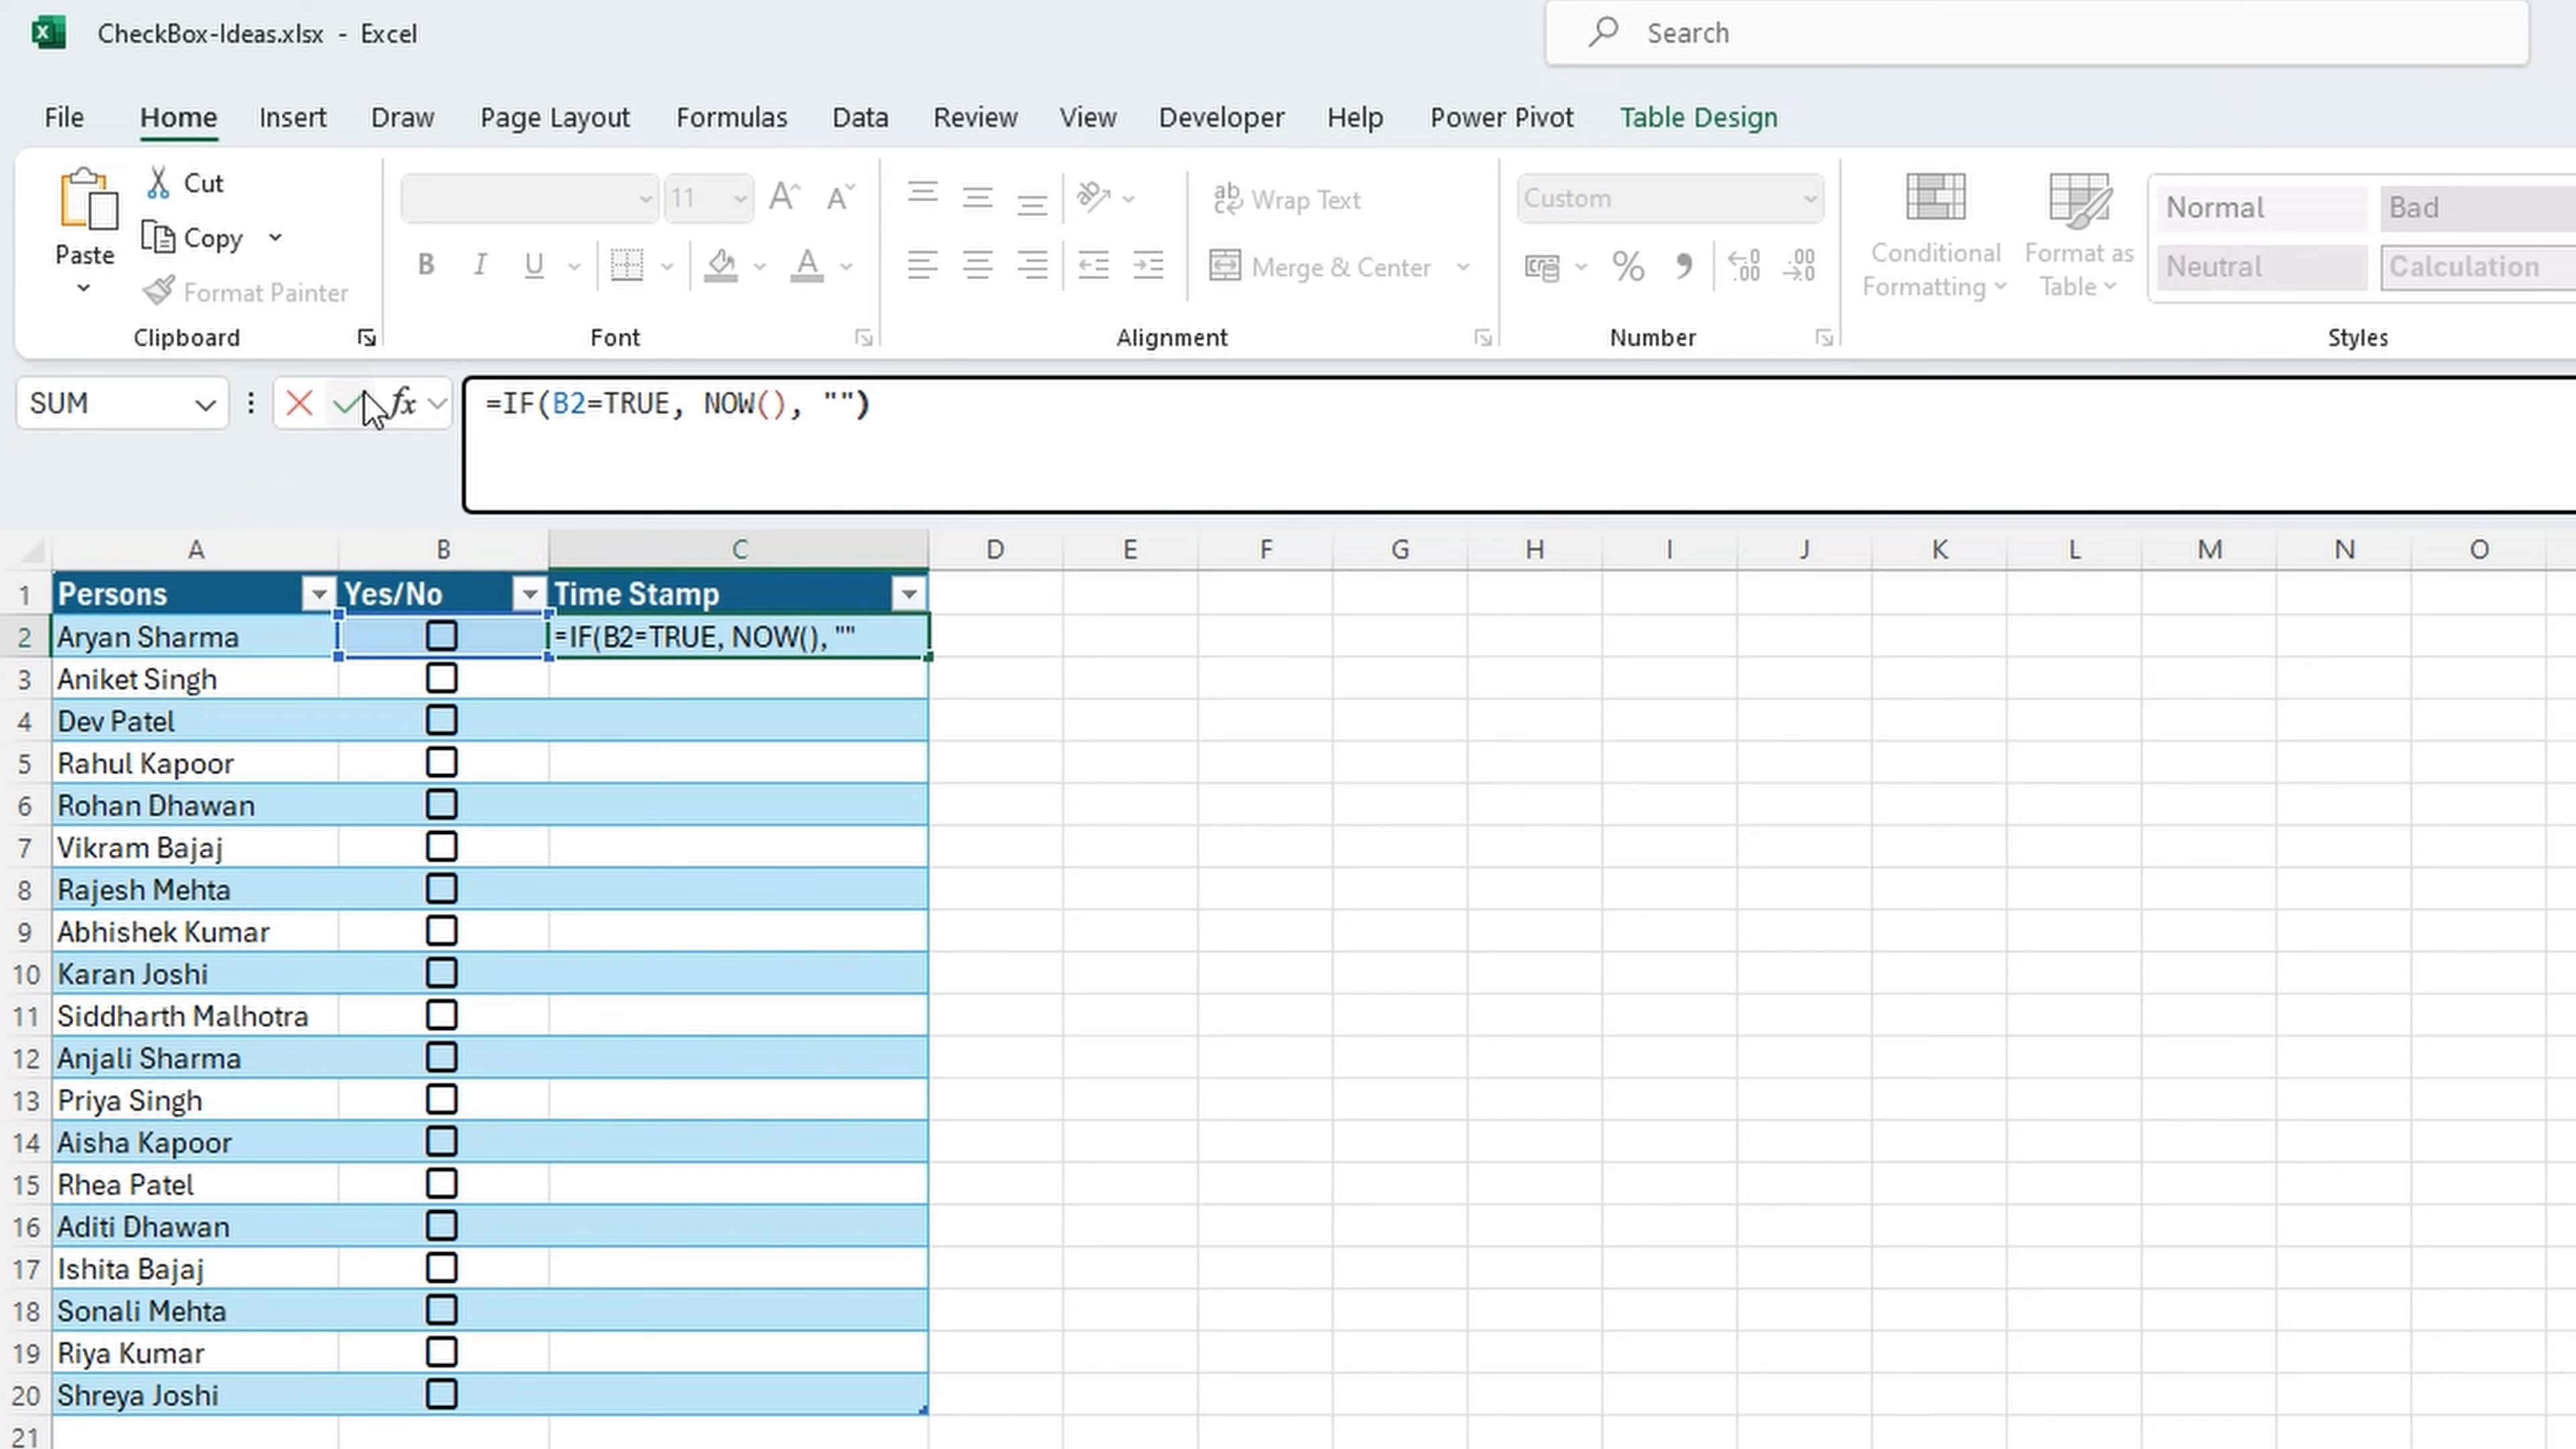 CheckBox-Ideas.xlsx - Excel
Search
File Home Insert Draw Page Layout Formulas Data Review View Developer Help Power Pivot Table Design
Paste
Cut
Copy
Format Painter
Clipboard
11
B I U
Font
Wrap Text
Merge & Center
Alignment
Custom
Number
Conditional Formatting
Format as Table
Normal
Bad
Neutral
Calculation
Styles
SUM
fx
=IF(B2=TRUE, NOW(), "")
A B C D E F G H I J K L M N O
1 Persons Yes/No Time Stamp
2 Aryan Sharma =IF(B2=TRUE, NOW(), ""
3 Aniket Singh
4 Dev Patel
5 Rahul Kapoor
6 Rohan Dhawan
7 Vikram Bajaj
8 Rajesh Mehta
9 Abhishek Kumar
10 Karan Joshi
11 Siddharth Malhotra
12 Anjali Sharma
13 Priya Singh
14 Aisha Kapoor
15 Rhea Patel
16 Aditi Dhawan
17 Ishita Bajaj
18 Sonali Mehta
19 Riya Kumar
20 Shreya Joshi
21